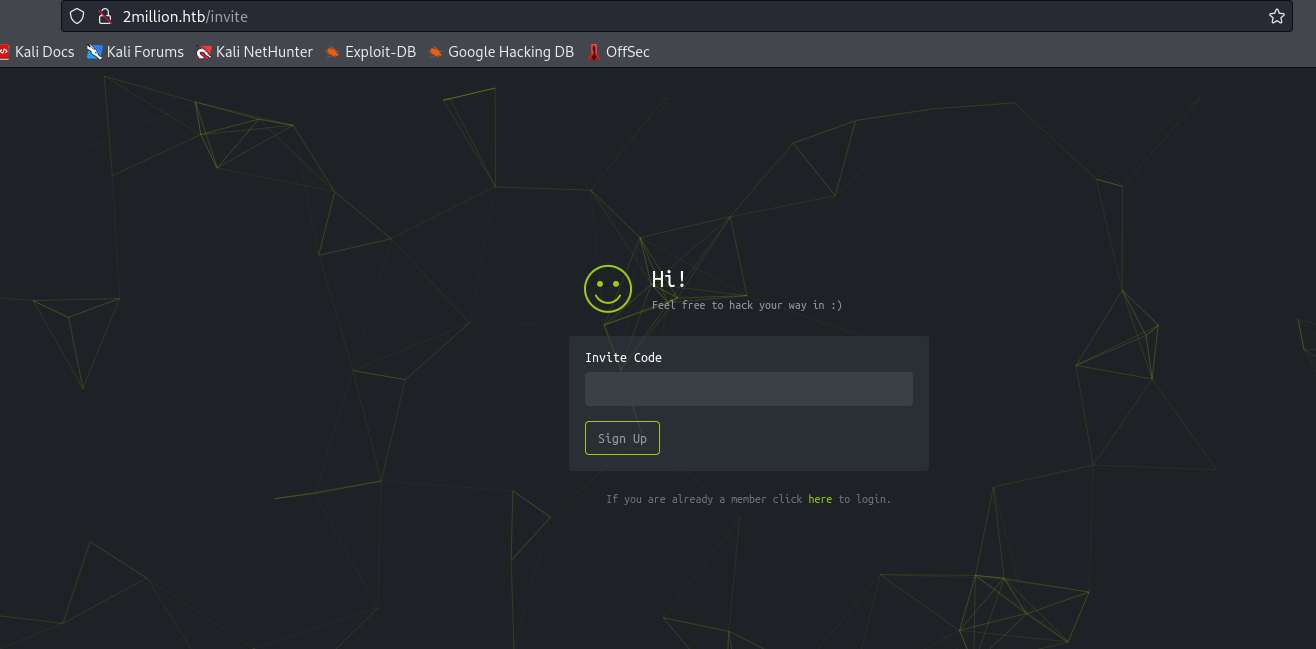 2million.htb/invite
Kali Docs Kali Forums Kali NetHunter Exploit-DB Google Hacking DB OffSec
Hi!
Feel free to hack your way in :)
Invite Code
Sign Up
If you are already a member click here to login.